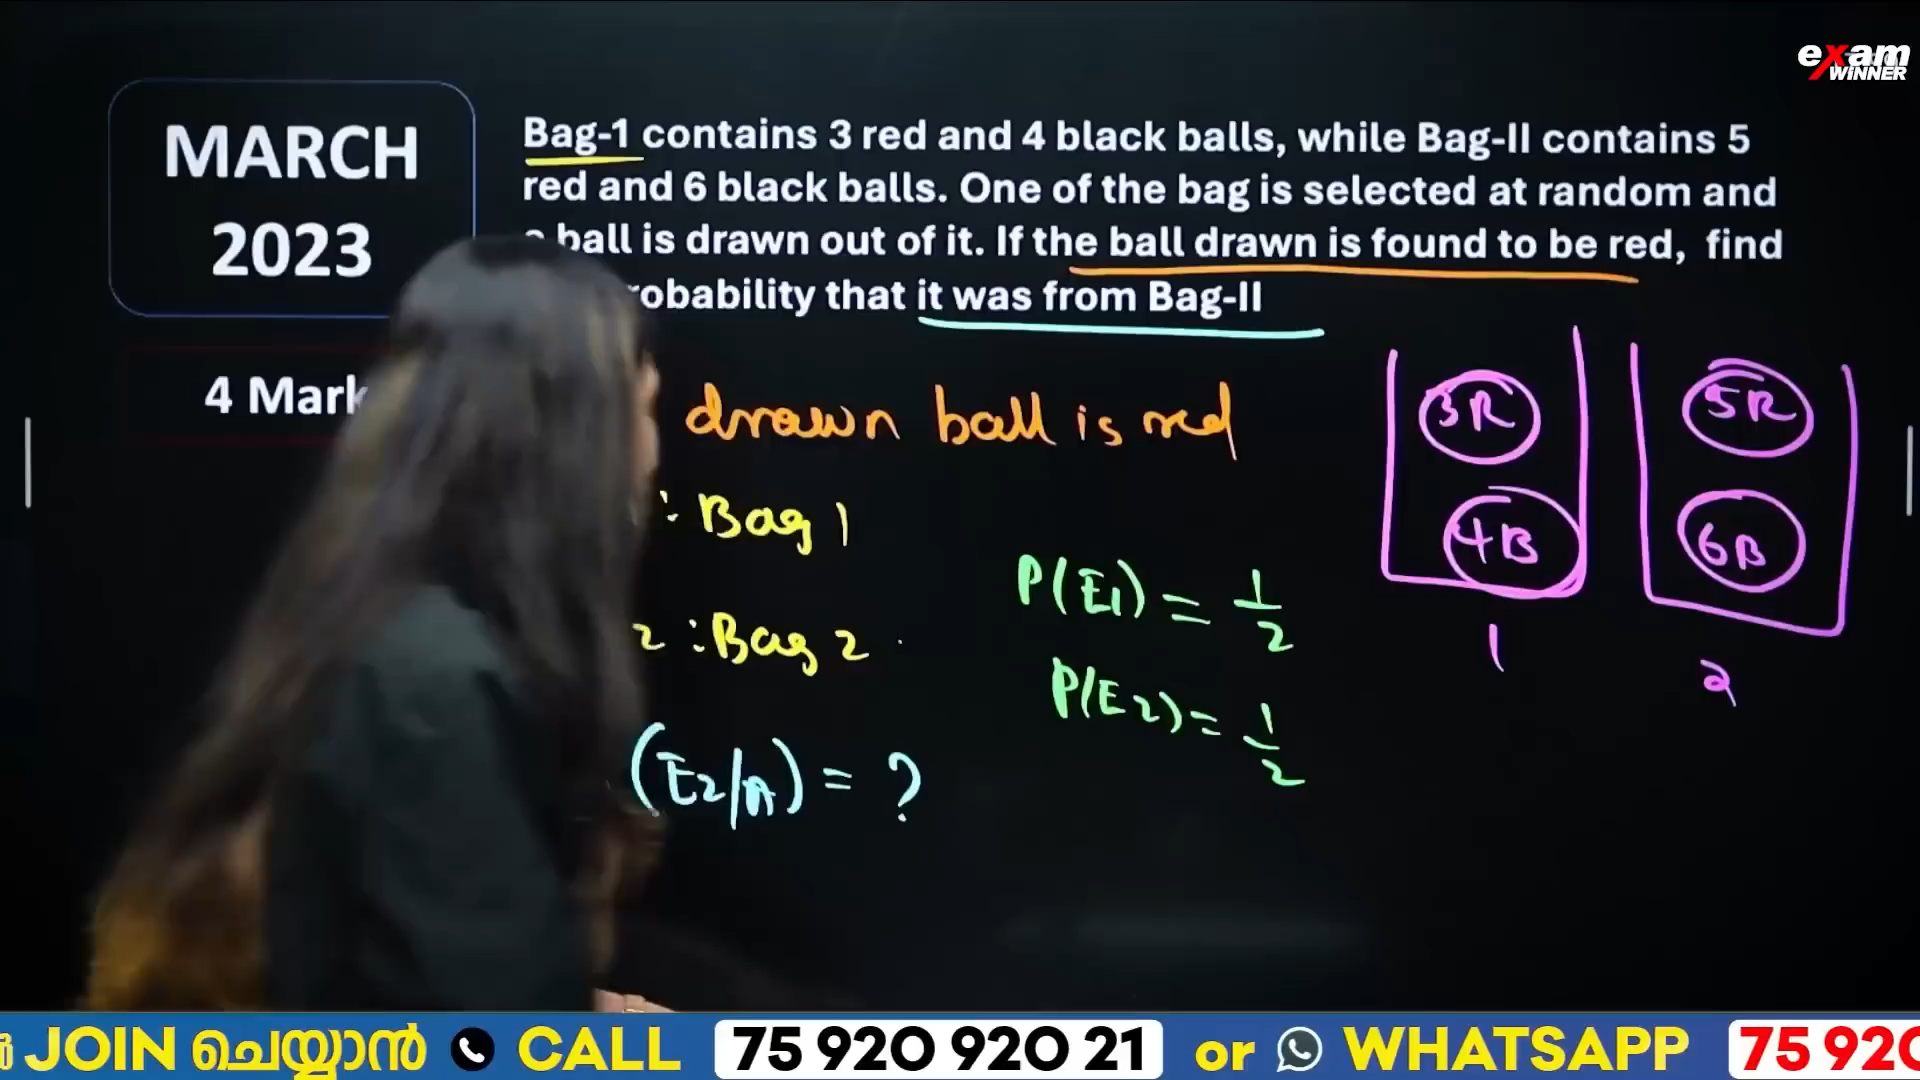 exam
WINNER
MARCH
2023
Bag-1 contains 3 red and 4 black balls, while Bag-II contains 5
red and 6 black balls. One of the bag is selected at random and
ball is drawn out of it. If the ball drawn is found to be red, find
robability that it was from Bag-II
4 Mark
drawn ball is red
: Bag 1
2 : Bag 2
(E2/A) = ?
P(E1) = 1/2
P(E2) = 1/2
3R
4B
1
5R
6B
2
JOIN ചെയ്യാൻ CALL 75 920 920 21 or WHATSAPP 75 920